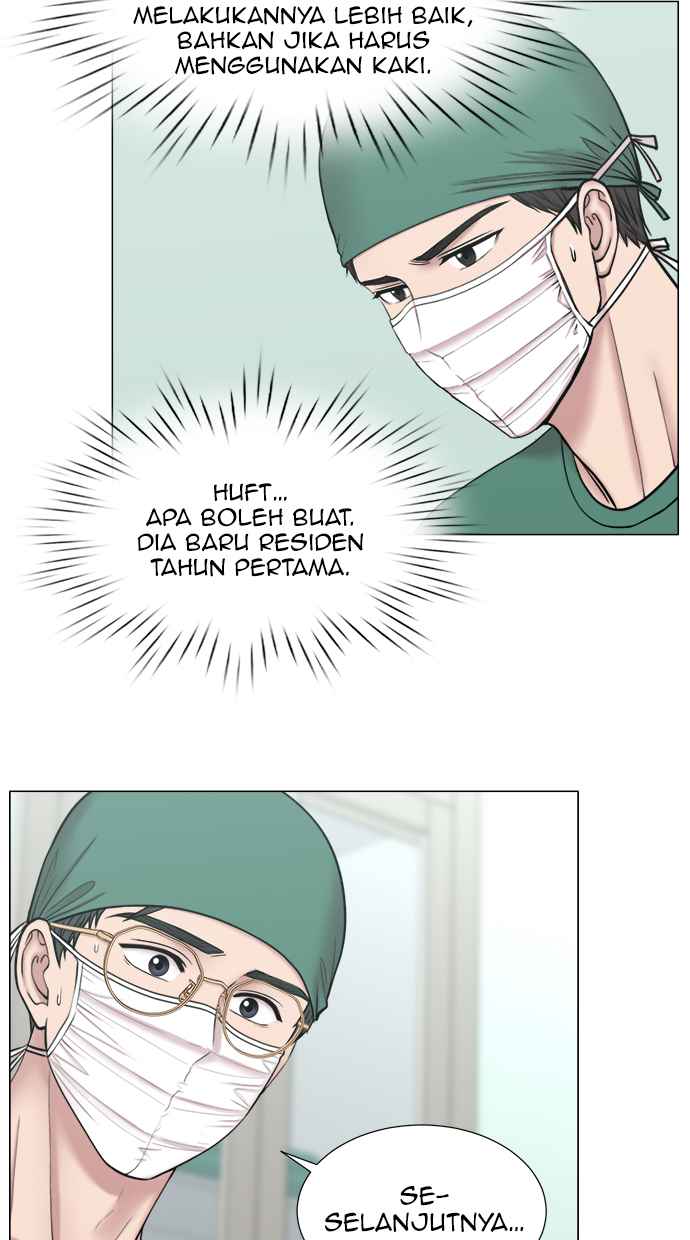 MELAKUKANNYA LEBIH BAIK,
BAHKAN JIKA HARUS
MENGGUNAKAN KAKI.
HUFT...
APA BOLEH BUAT.
DIA BARU RESIDEN
TAHUN PERTAMA.
SE-
SELANJUTNYA...